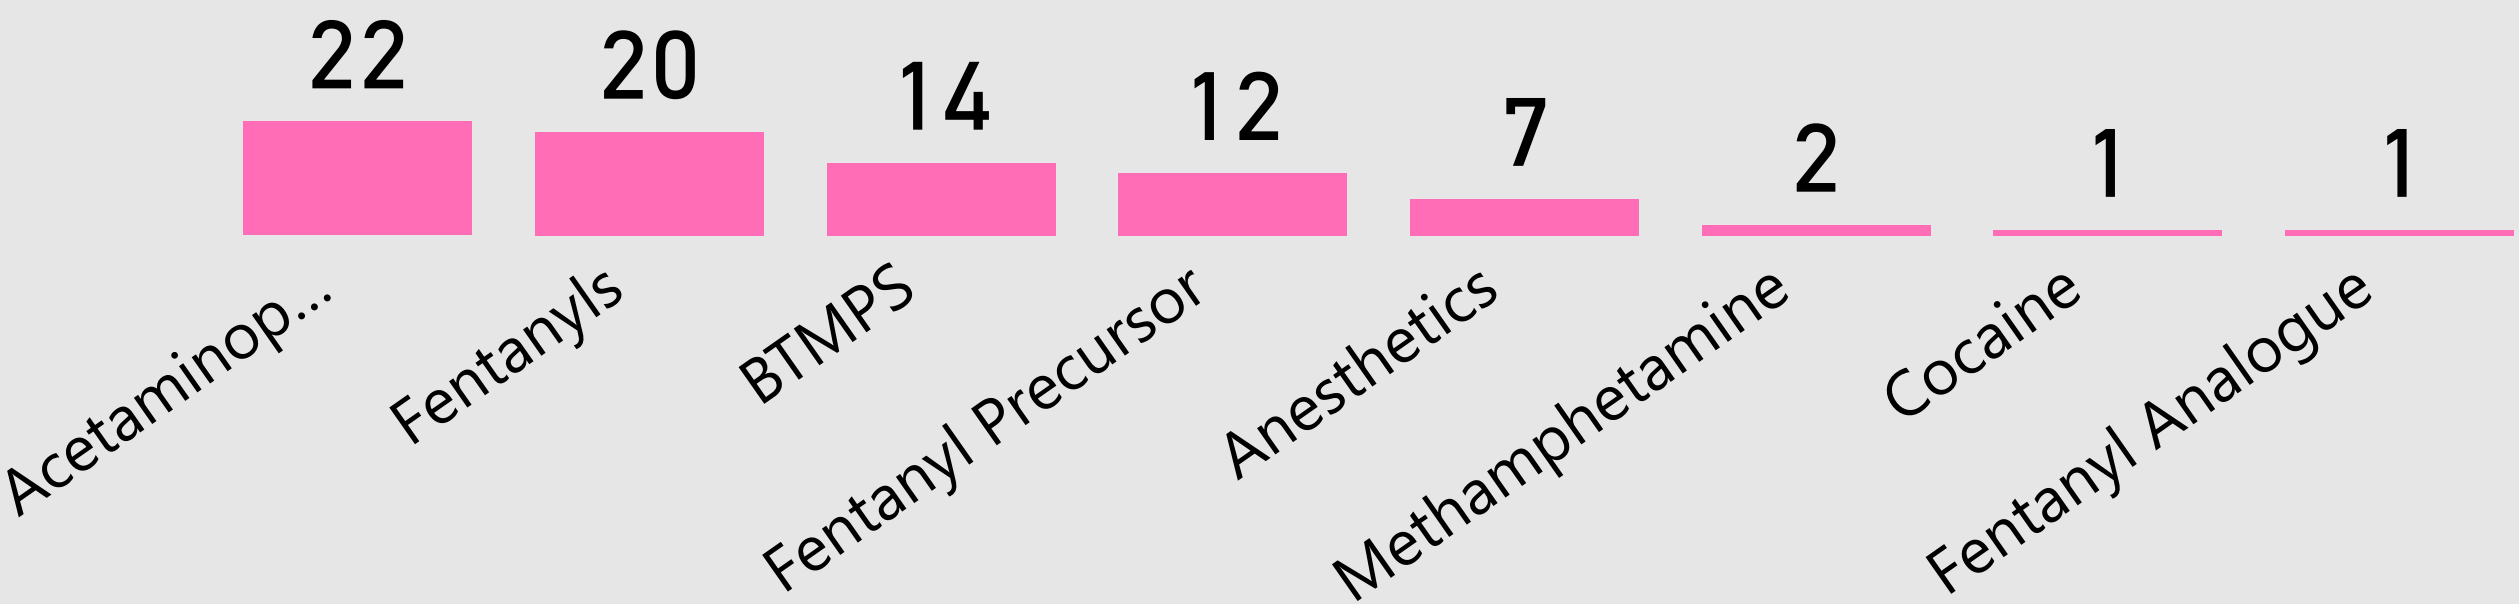 22
20
14
12
7
2
1
1
Acetaminop...
Fentanyls
BTMPS
Fentanyl Precursor
Anesthetics
Methamphetamine
Cocaine
Fentanyl Analogue